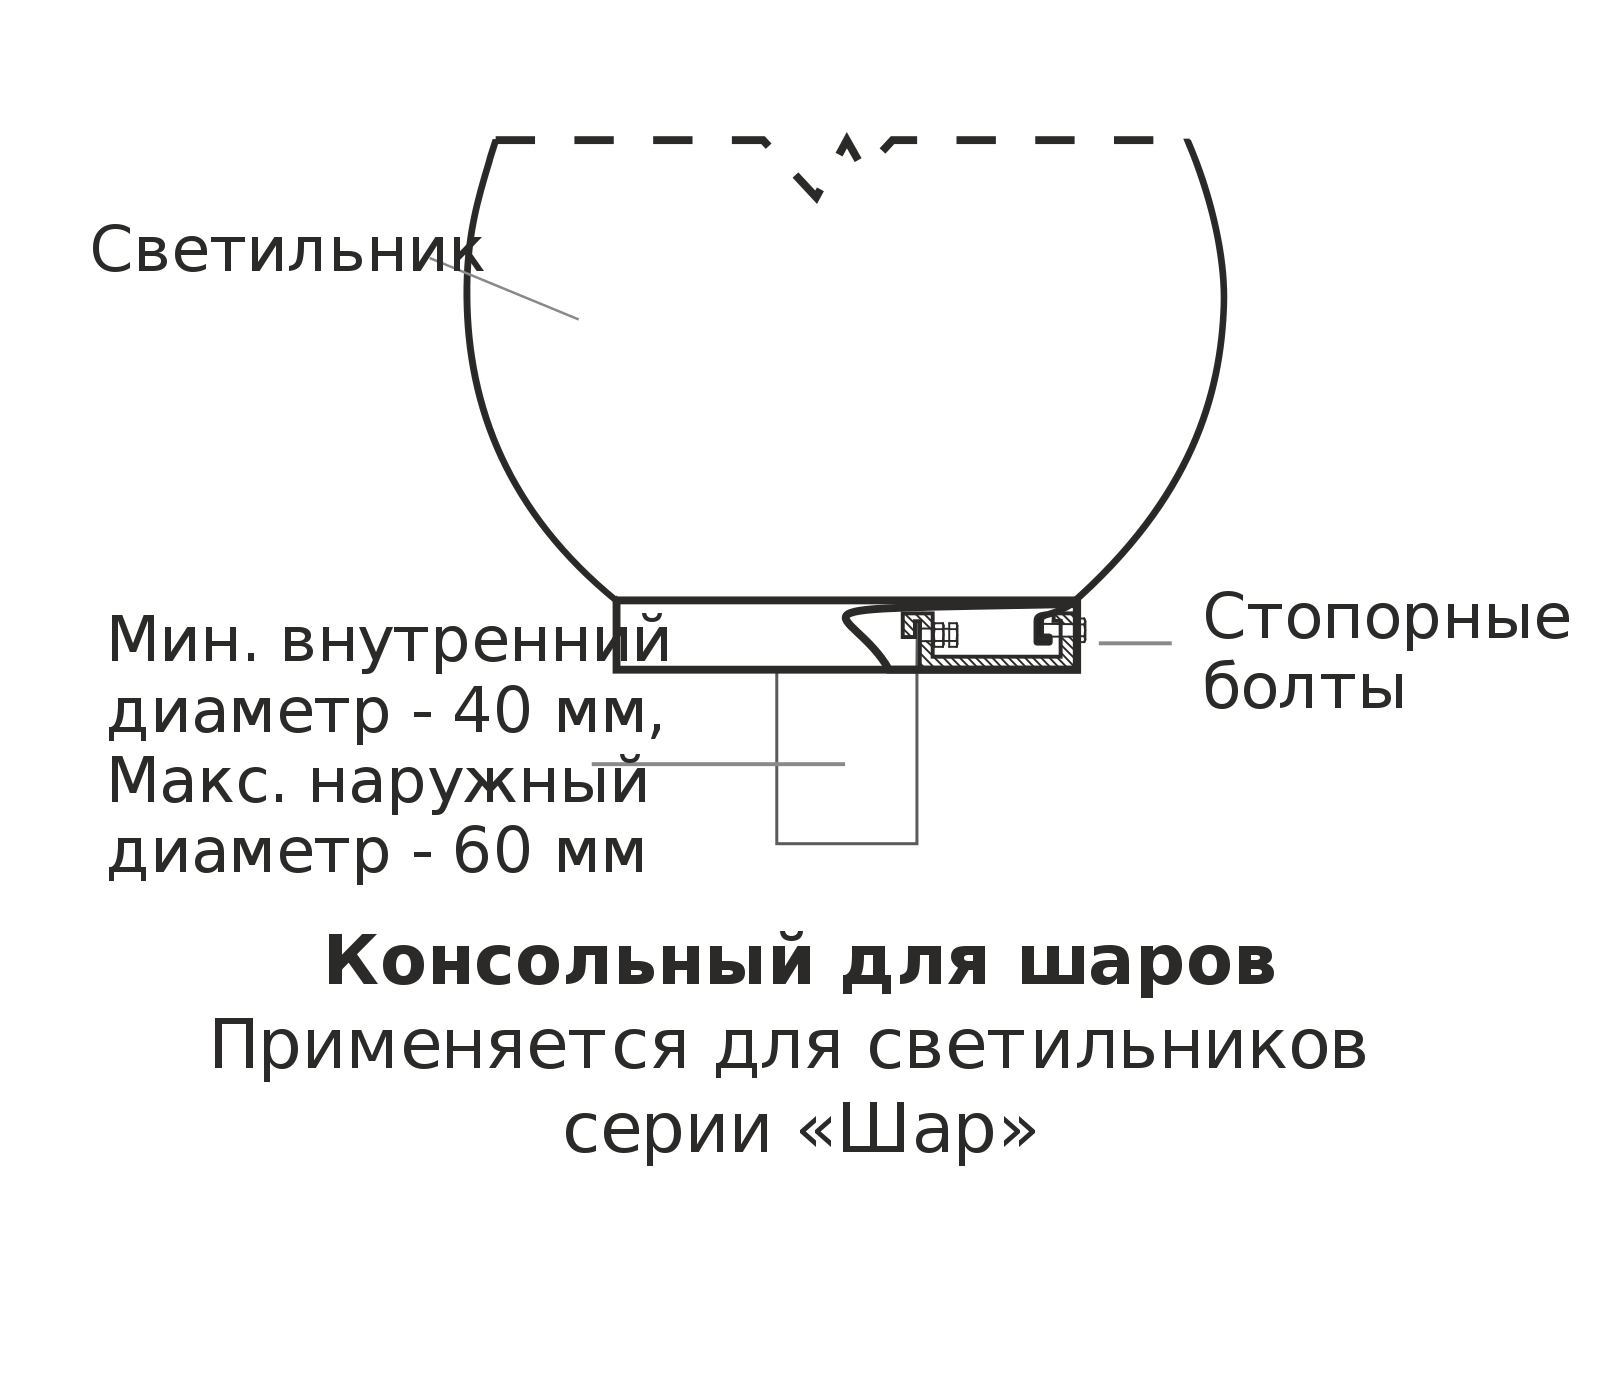 Светильник
Мин. внутренний
диаметр - 40 мм,
Макс. наружный
диаметр - 60 мм
Стопорные
болты
Консольный для шаров
Применяется для светильников
серии «Шар»